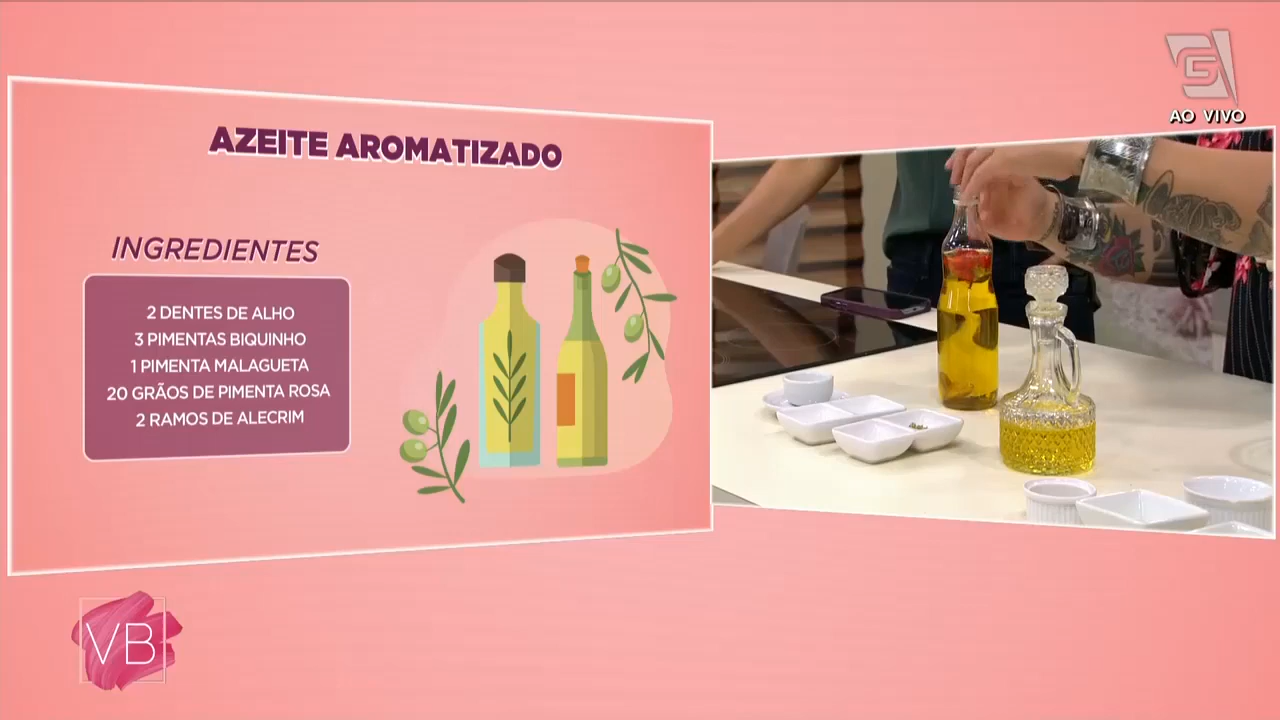 AO VIVO
AZEITE AROMATIZADO
INGREDIENTES
2 DENTES DE ALHO
3 PIMENTAS BIQUINHO
1 PIMENTA MALAGUETA
20 GRÃOS DE PIMENTA ROSA
2 RAMOS DE ALECRIM
VB